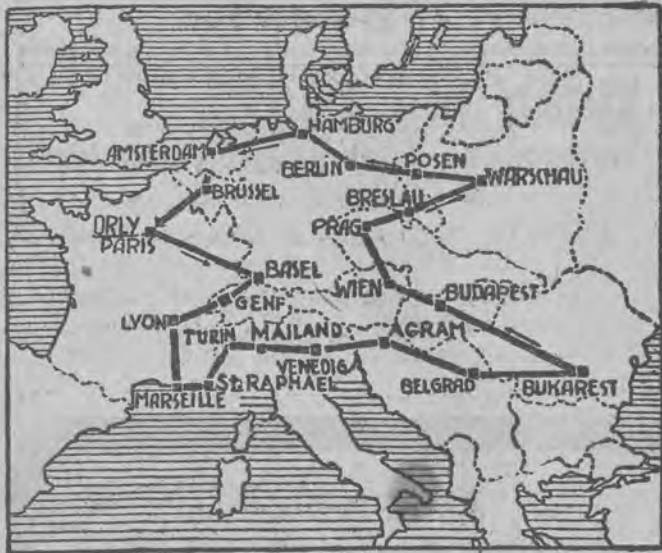 HAMBURG
AMSTERDAM
BERLIN
POSEN
WARSCHAU
BRÜSSEL
BRESLAU
ORLY
PARIS
PRAG
BASEL
WIEN
BUDAPEST
GENF
LYON
TURIN
MAILAND
AGRAM
VENEDIG
ST. RAPHAEL
BELGRAD
BUKAREST
MARSEILLE